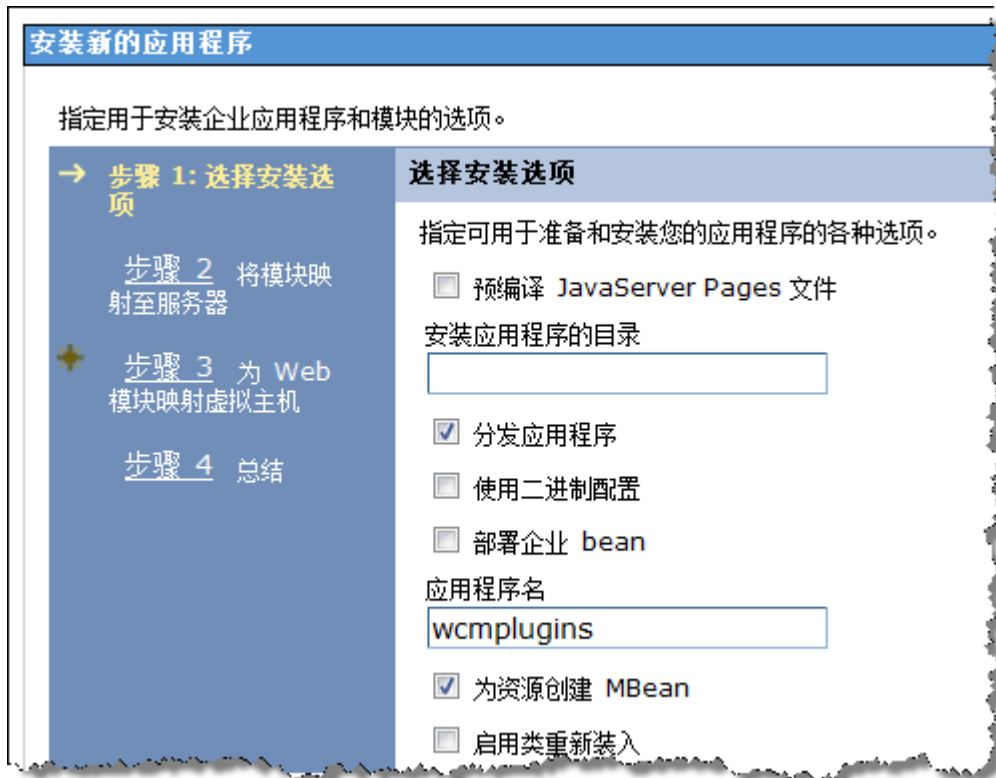 安装新的应用程序
指定用于安装企业应用程序和模块的选项。
步骤 1: 选择安装选
项
步骤 2 将模块映
射至服务器
步骤 3 为 Web
模块映射虚拟主机
步骤 4 总结
选择安装选项
指定可用于准备和安装您的应用程序的各种选项。
预编译 JavaServer Pages 文件
安装应用程序的目录
分发应用程序
使用二进制配置
部署企业 bean
应用程序名
wcmplugins
为资源创建 MBean
启用类重新装入